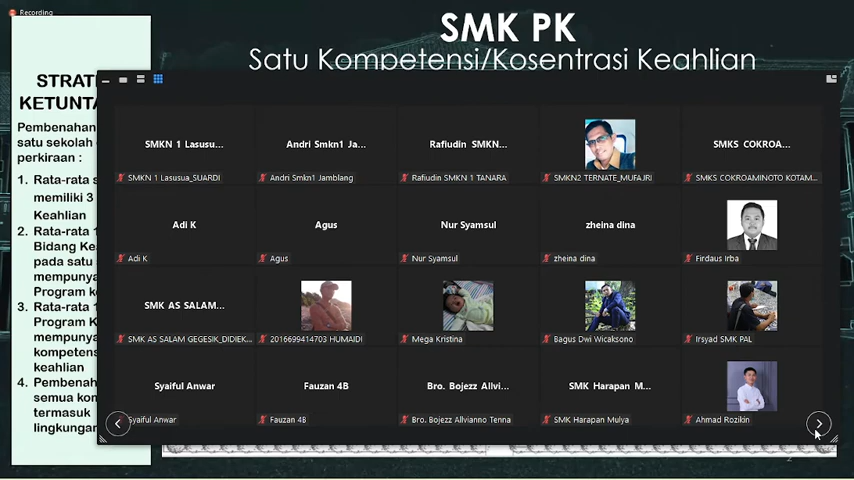 Recording
SMK PK
Satu Kompetensi/Kosentrasi Keahlian
STRAT
KETUNTA
Pembenahan
satu sekolah
perkiraan :
1. Rata-rata s
memiliki 3
Keahlian
2. Rata-rata 1
Bidang Kea
pada satu
mempunya
Program ke
3. Rata-rata 1
Program K
mempunya
kompetens
keahlian
4. Pembenah
semua kom
termasuk
lingkungan
SMKN 1 Lasusu... Andri Smkn1 Ja... Rafiudin SMKN... SMKS COKROA...
SMKN 1 Lasusua_SUARDI Andri Smkn1 Jamblang Rafiudin SMKN 1 TANARA SMKN2 TERNATE_MUFAJRI SMKS COKROAMINOTO KOTAM...
Adi K Agus Nur Syamsul zheina dina
Adi K Agus Nur Syamsul zheina dina Firdaus Irba
SMK AS SALAM...
SMK AS SALAM GEGESIK_DIDIEK... 2016699414703 HUMAIDI Mega Kristina Bagus Dwi Wicaksono Irsyad SMK PAL
Syaiful Anwar Fauzan 4B Bro. Bojezz Allvi... SMK Harapan M...
Syaiful Anwar Fauzan 4B Bro. Bojezz Allvianno Tenna SMK Harapan Mulya Ahmad Rozikin
2